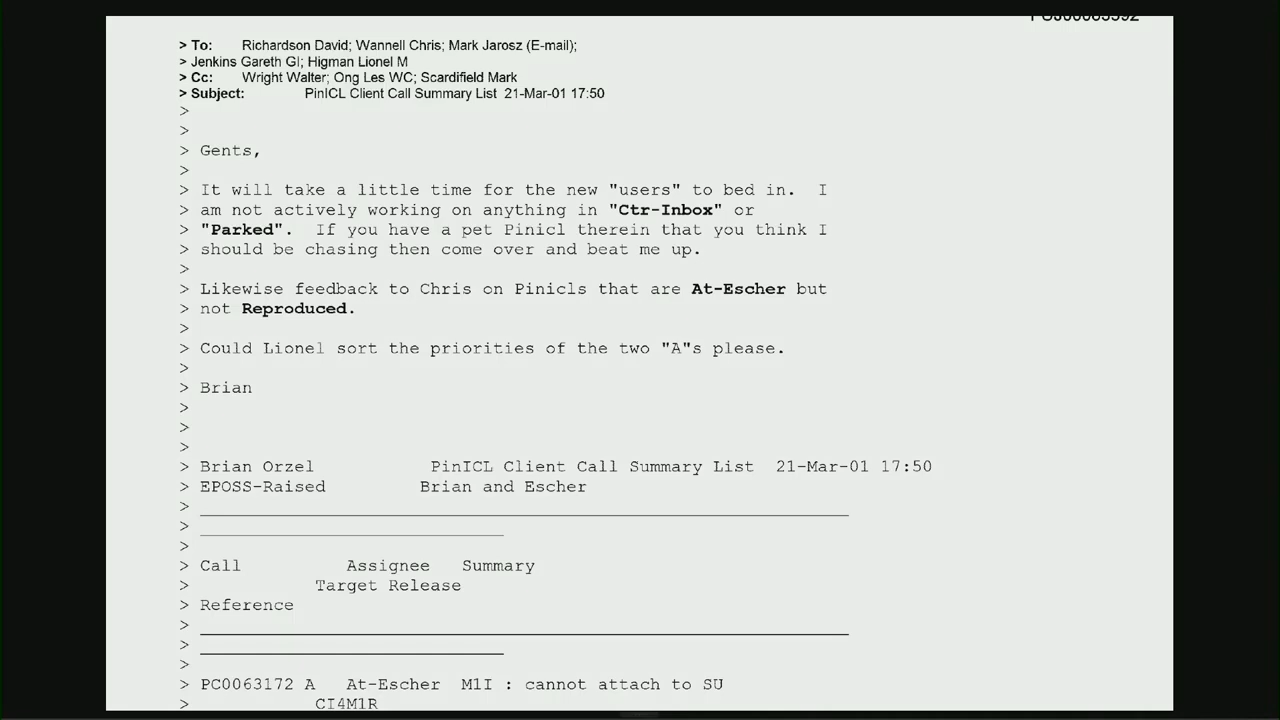 > To: Richardson David; Wannell Chris; Mark Jarosz (E-mail);
> Jenkins Gareth GI; Higman Lionel M
> Cc: Wright Walter; Ong Les WC; Scardifield Mark
> Subject: PinICL Client Call Summary List 21-Mar-01 17:50
>
>
> Gents,
>
> It will take a little time for the new "users" to bed in. I
> am not actively working on anything in "Ctr-Inbox" or
> "Parked". If you have a pet Pinicl therein that you think I
> should be chasing then come over and beat me up.
>
> Likewise feedback to Chris on Pinicls that are At-Escher but
> not Reproduced.
>
> Could Lionel sort the priorities of the two "A"s please.
>
> Brian
>
>
>
> Brian Orzel PinICL Client Call Summary List 21-Mar-01 17:50
> EPOSS-Raised Brian and Escher
>
>
>
> Call Assignee Summary
> Target Release
> Reference
>
>
>
> PC0063172 A At-Escher M1I : cannot attach to SU
> CI4M1R